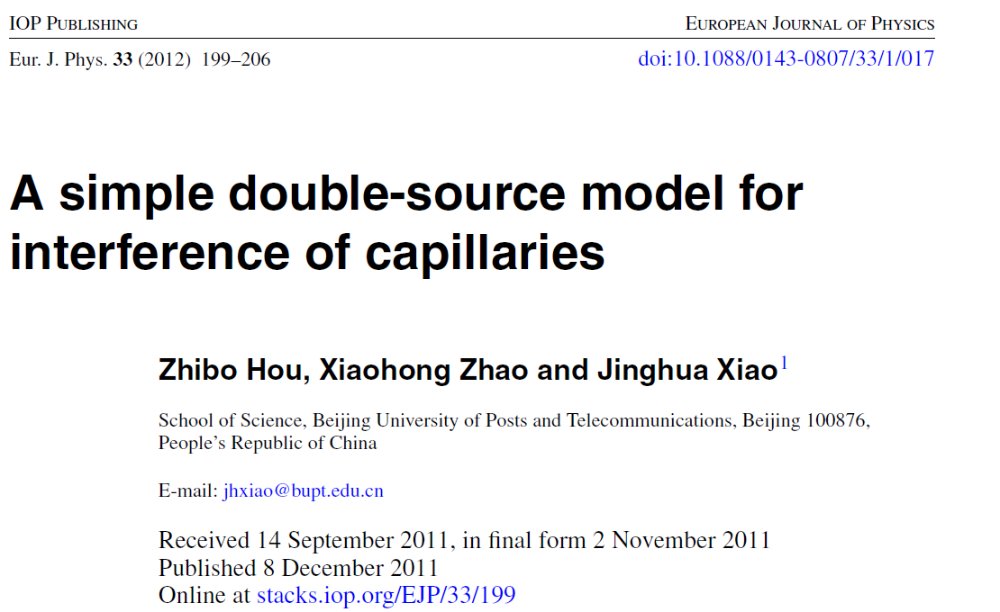 IOP PUBLISHING EUROPEAN JOURNAL OF PHYSICS
Eur. J. Phys. 33 (2012) 199–206 doi:10.1088/0143-0807/33/1/017
A simple double-source model for
interference of capillaries
Zhibo Hou, Xiaohong Zhao and Jinghua Xiao1
School of Science, Beijing University of Posts and Telecommunications, Beijing 100876,
People's Republic of China
E-mail: jhxiao@bupt.edu.cn
Received 14 September 2011, in final form 2 November 2011
Published 8 December 2011
Online at stacks.iop.org/EJP/33/199